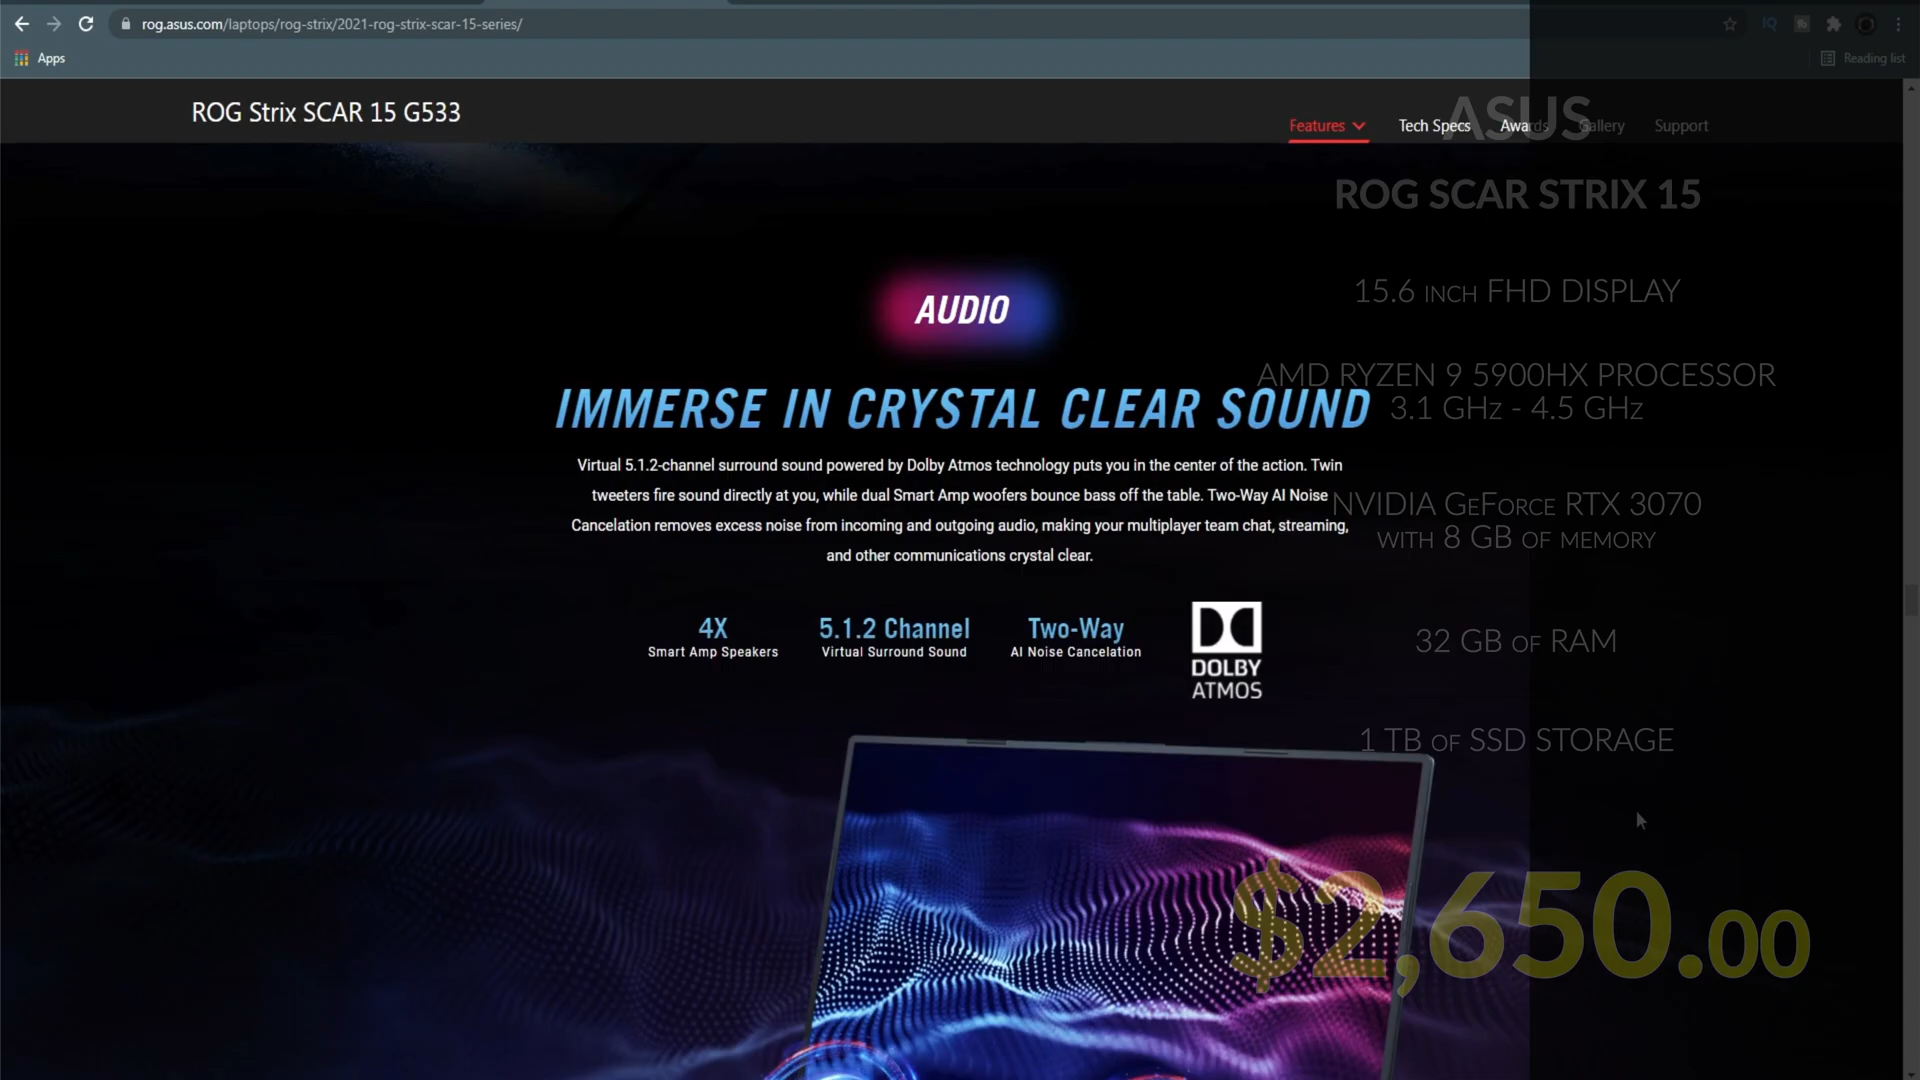 rog.asus.com/laptops/rog-strix/2021-rog-strix-scar-15-series/
Apps
Reading list
ROG Strix SCAR 15 G533
Features
Tech Specs
Awards
Gallery
Support
AUDIO
IMMERSE IN CRYSTAL CLEAR SOUND
Virtual 5.1.2-channel surround sound powered by Dolby Atmos technology puts you in the center of the action. Twin
tweeters fire sound directly at you, while dual Smart Amp woofers bounce bass off the table. Two-Way AI Noise
Cancelation removes excess noise from incoming and outgoing audio, making your multiplayer team chat, streaming,
and other communications crystal clear.
4X
Smart Amp Speakers
5.1.2 Channel
Virtual Surround Sound
Two-Way
AI Noise Cancelation
DOLBY
ATMOS
ASUS
ROG SCAR STRIX 15
15.6 INCH FHD DISPLAY
AMD RYZEN 9 5900HX PROCESSOR
3.1 GHz - 4.5 GHz
NVIDIA GEFORCE RTX 3070
WITH 8 GB OF MEMORY
32 GB OF RAM
1 TB OF SSD STORAGE
$2,650.00